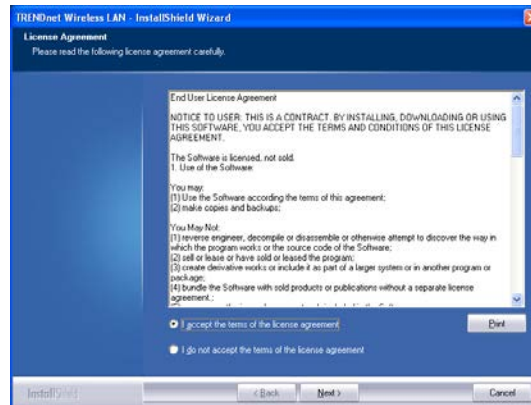 TRENDnet Wireless LAN - InstallShield Wizard
License Agreement
Please read the following license agreement carefully.
End User License Agreement
NOTICE TO USER: THIS IS A CONTRACT. BY INSTALLING, DOWNLOADING OR USING
THIS SOFTWARE, YOU ACCEPT THE TERMS AND CONDITIONS OF THIS LICENSE
AGREEMENT.
The Software is licensed, not sold.
1. Use of the Software.
You may:
(1) Use the Software according the terms of this agreement;
(2) make copies and backups;
You May Not:
(1) reverse engineer, decompile or disassemble or otherwise attempt to discover the way in
which the program works or the source code of the Software;
(2) sell or lease or have sold or leased the program;
(3) create derivative works or include it as part of a larger system or in another program or
package;
(4) bundle the Software with sold products or publications without a separate license
agreement.;
I accept the terms of the license agreement
Print
I do not accept the terms of the license agreement
InstallShield
< Back
Next >
Cancel